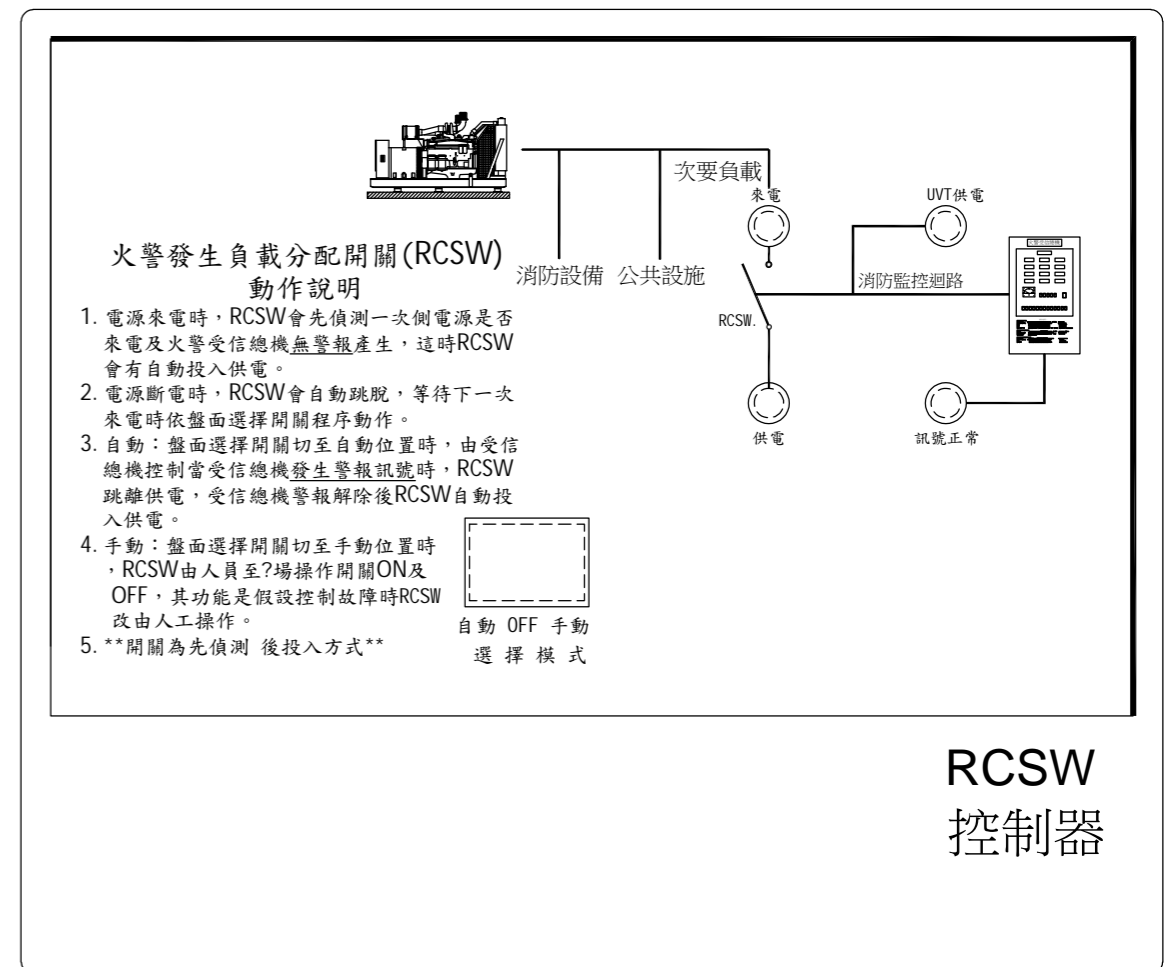 次要負載
來電
UVT供電
火警受信總機
消防設備 公共設施
消防監控迴路
RCSW.
供電
訊號正常
火警發生負載分配開關(RCSW)
動作說明
1. 電源來電時，RCSW會先偵測一次側電源是否
來電及火警受信總機無警報產生，這時RCSW
會有自動投入供電。
2. 電源斷電時，RCSW會自動跳脫，等待下一次
來電時依盤面選擇開關程序動作。
3. 自動：盤面選擇開關切至自動位置時，由受信
總機控制當受信總機發生警報訊號時，RCSW
跳離供電，受信總機警報解除後RCSW自動投
入供電。
4. 手動：盤面選擇開關切至手動位置時
，RCSW由人員至?場操作開關ON及
OFF，其功能是假設控制故障時RCSW
改由人工操作。
5. **開關為先偵測 後投入方式**
自動 OFF 手動
選 擇 模 式
RCSW
控制器